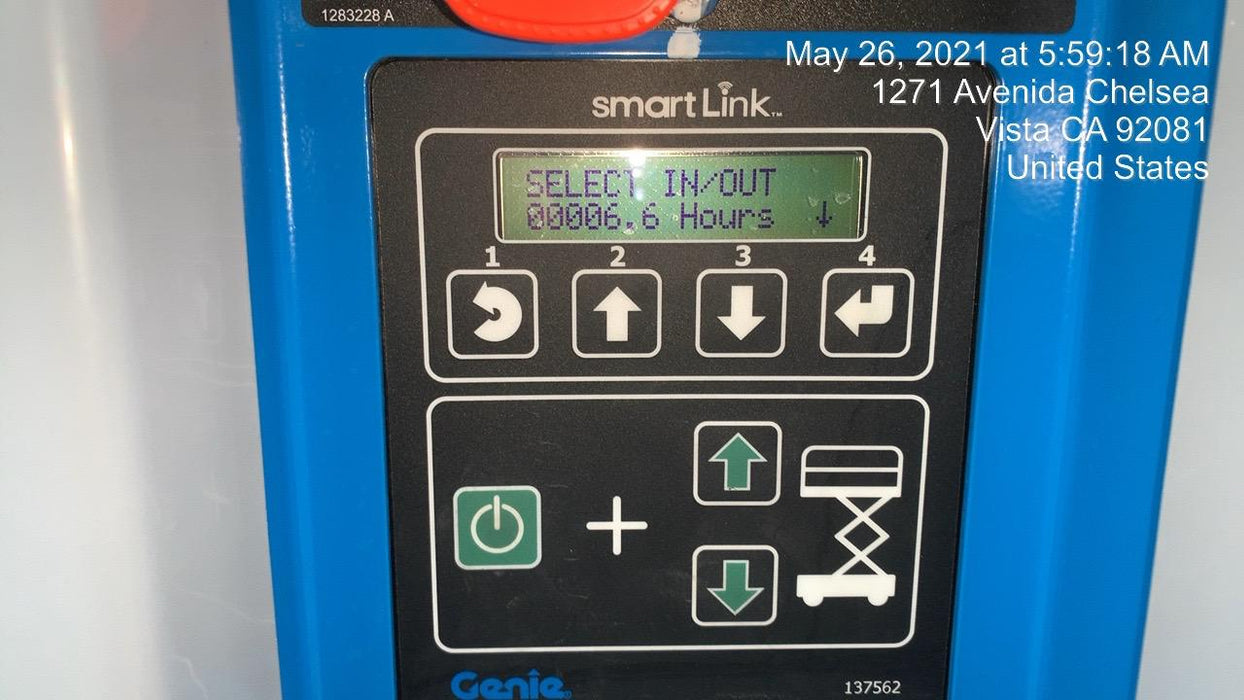 1283228 A
May 26, 2021 at 5:59:18 AM
1271 Avenida Chelsea
Vista CA 92081
United States
smartLink™
SELECT IN/OUT
00006.6 Hours ↓
1 2 3 4
Genie®
137562